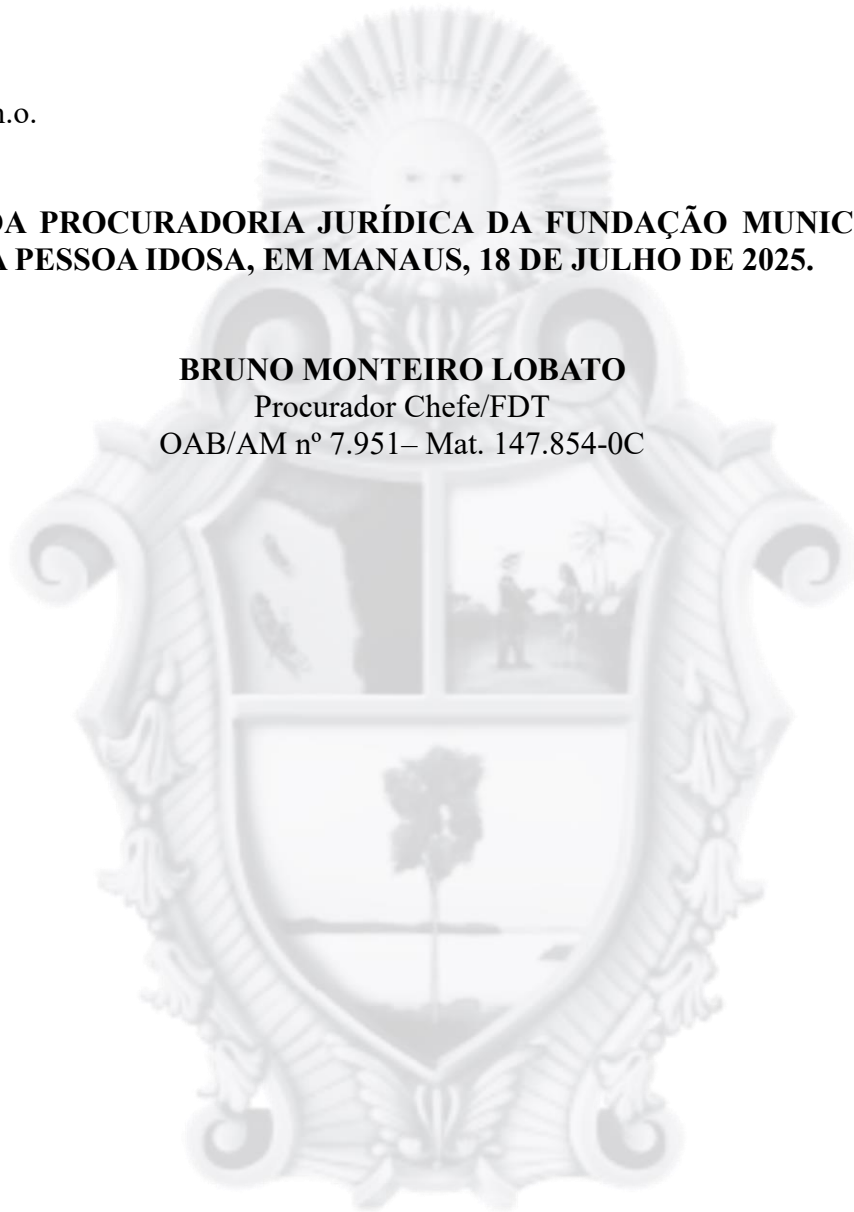 n.o.
DA PROCURADORIA JURÍDICA DA FUNDAÇÃO MUNIC
A PESSOA IDOSA, EM MANAUS, 18 DE JULHO DE 2025.
BRUNO MONTEIRO LOBATO
Procurador Chefe/FDT
OAB/AM nº 7.951– Mat. 147.854-0C